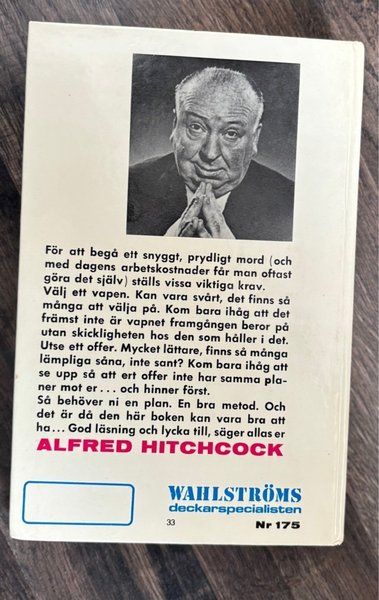 För att begå ett snyggt, prydligt mord (och
med dagens arbetskostnader får man oftast
göra det själv) ställs vissa viktiga krav.
Välj ett vapen. Kan vara svårt, det finns så
många att välja på. Kom bara ihåg att det
främst inte är vapnet framgången beror på
utan skickligheten hos den som håller i det.
Utse ett offer. Mycket lättare, finns så många
lämpliga såna, inte sant? Kom bara ihåg att
se upp så att ert offer inte har samma pla-
ner mot er... och hinner först.
Så behöver ni en plan. En bra metod. Och
det är då den här boken kan vara bra att
ha... God läsning och lycka till, säger allas er
ALFRED HITCHCOCK
WAHLSTRÖMS
deckarspecialisten
33
Nr 175